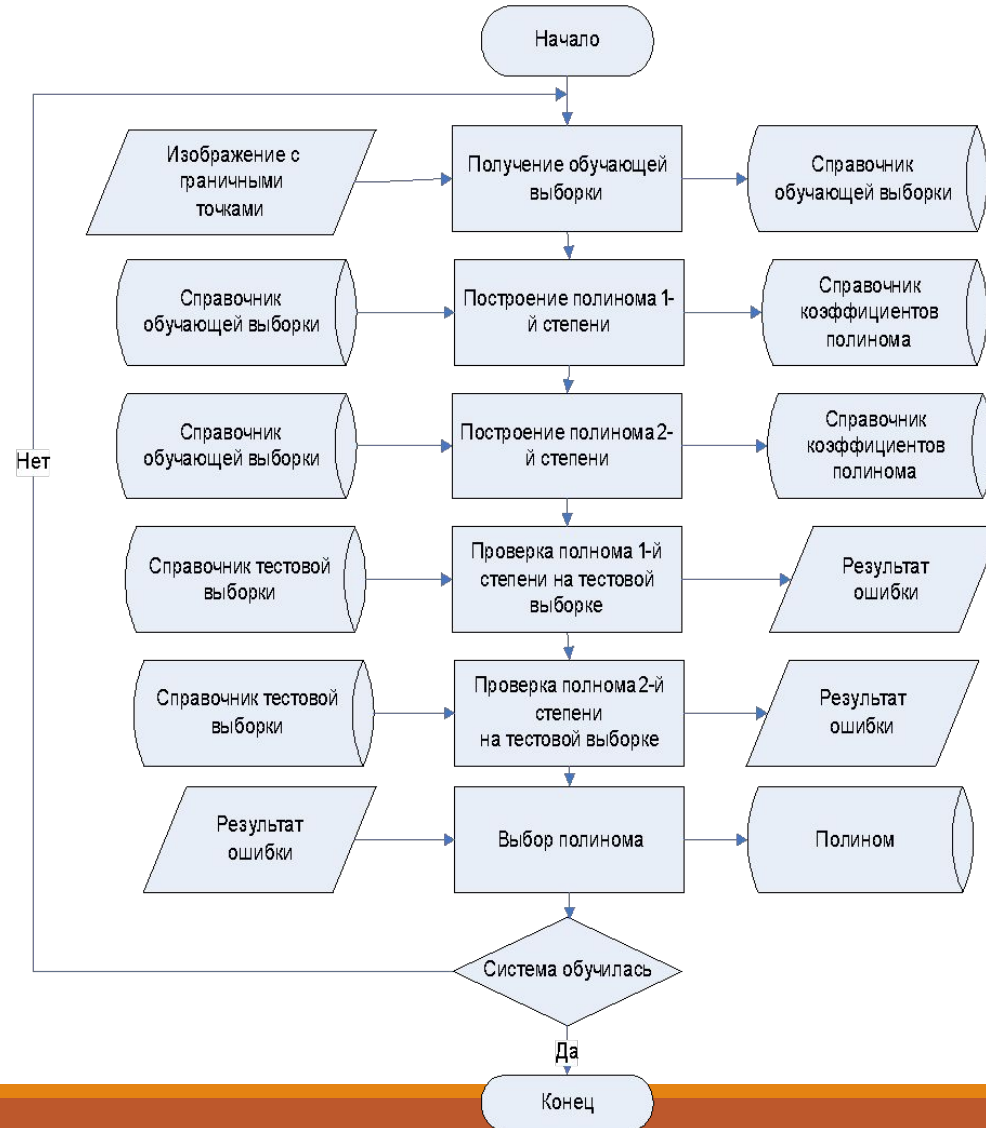 Начало
Изображение с
граничными
точками
Получение обучающей
выборки
Справочник
обучающей выборки
Справочник
обучающей выборки
Построение полинома 1-
й степени
Справочник
коэффициентов
полинома
Справочник
обучающей выборки
Построение полинома 2-
й степени
Справочник
коэффициентов
полинома
Нет
Справочник тестовой
выборки
Проверка полнома 1-й
степени на тестовой
выборке
Результат
ошибки
Справочник тестовой
выборки
Проверка полнома 2-й
степени
на тестовой выборке
Результат
ошибки
Результат
ошибки
Выбор полинома
Полином
Система обучилась
Да
Конец